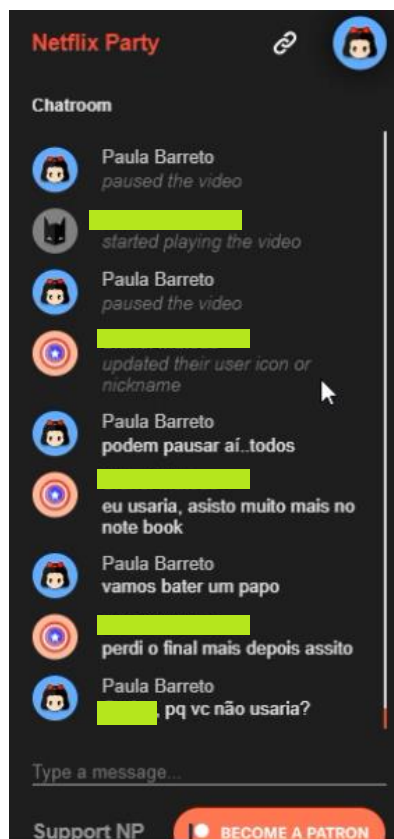 Netflix Party
Chatroom
Paula Barreto
paused the video
started playing the video
Paula Barreto
paused the video
updated their user icon or
nickname
Paula Barreto
podem pausar aí..todos
eu usaria, asisto muito mais no
note book
Paula Barreto
vamos bater um papo
perdi o final mais depois assito
Paula Barreto
, pq vc não usaria?
Type a message...
Support NP
BECOME A PATRON